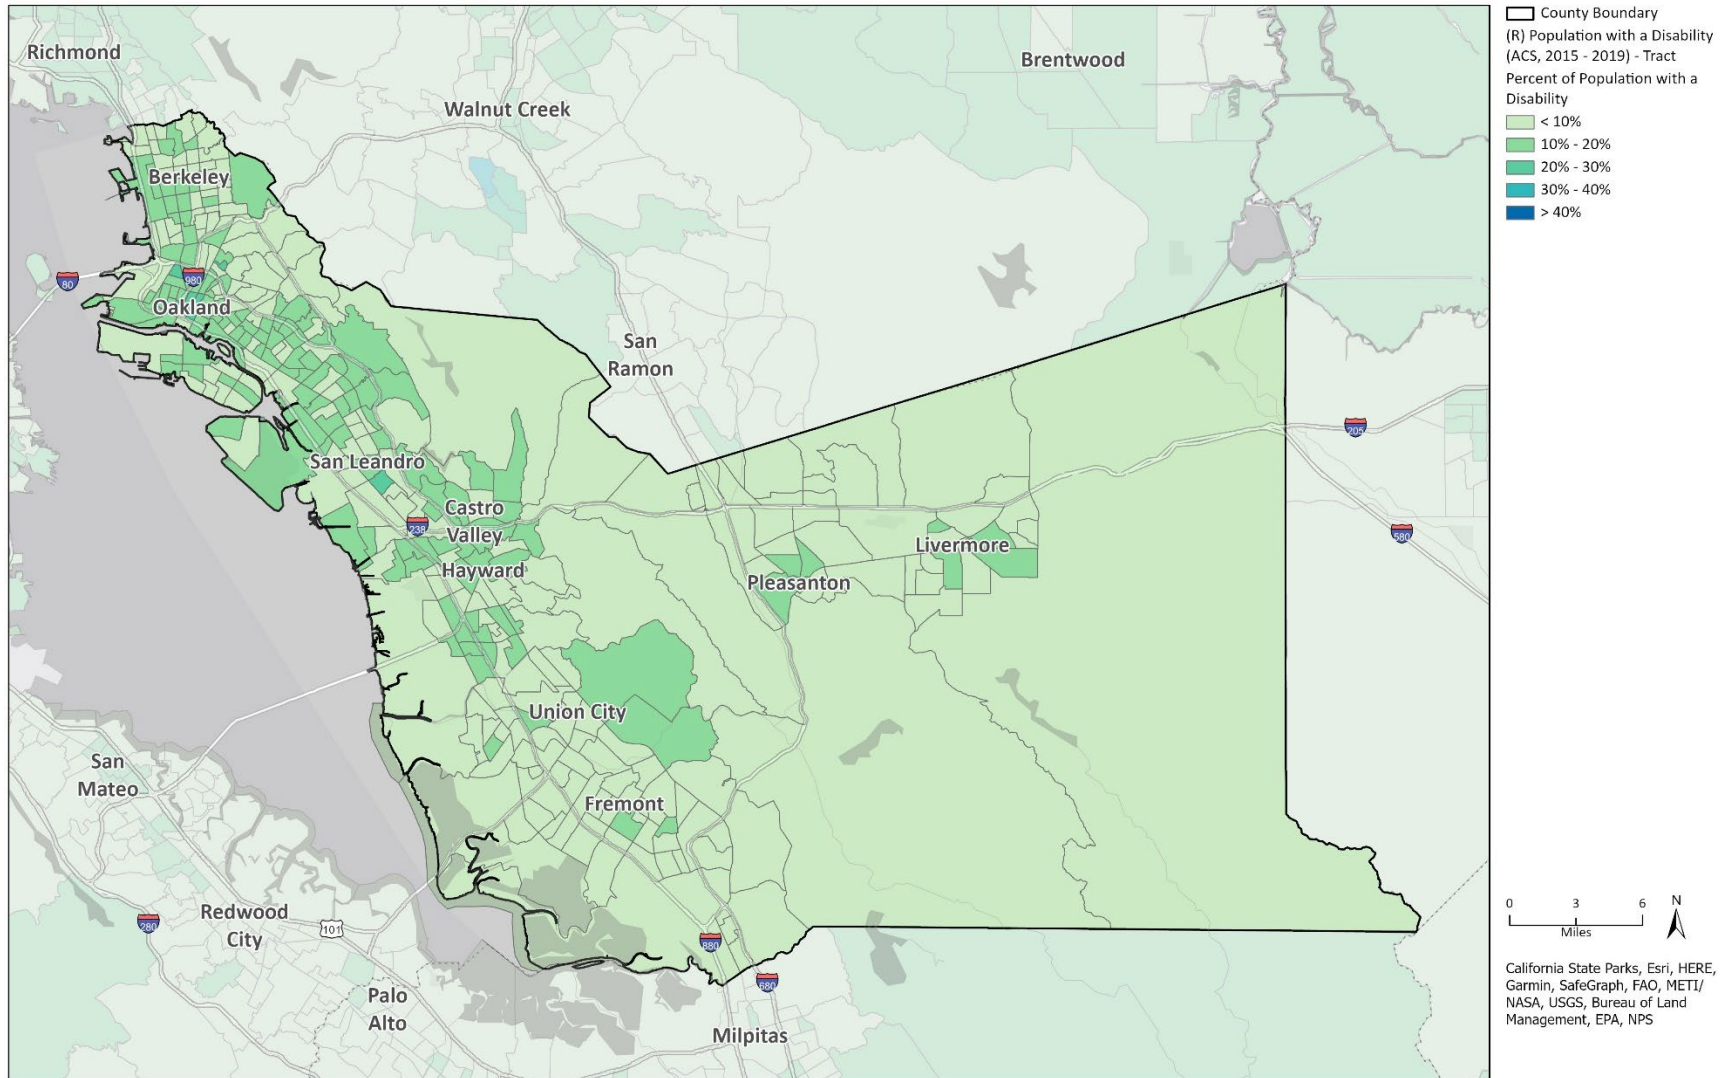 Richmond
Brentwood
Walnut Creek
Berkeley
80
980
Oakland
San
Ramon
205
San Leandro
Castro
Valley
238
580
Livermore
Hayward
Pleasanton
Union City
San
Mateo
Fremont
Redwood
City
280
101
880
680
Palo
Alto
Milpitas
County Boundary
(R) Population with a Disability
(ACS, 2015 - 2019) - Tract
Percent of Population with a
Disability
< 10%
10% - 20%
20% - 30%
30% - 40%
> 40%
N
0 3 6
Miles
California State Parks, Esri, HERE,
Garmin, SafeGraph, FAO, METI/
NASA, USGS, Bureau of Land
Management, EPA, NPS